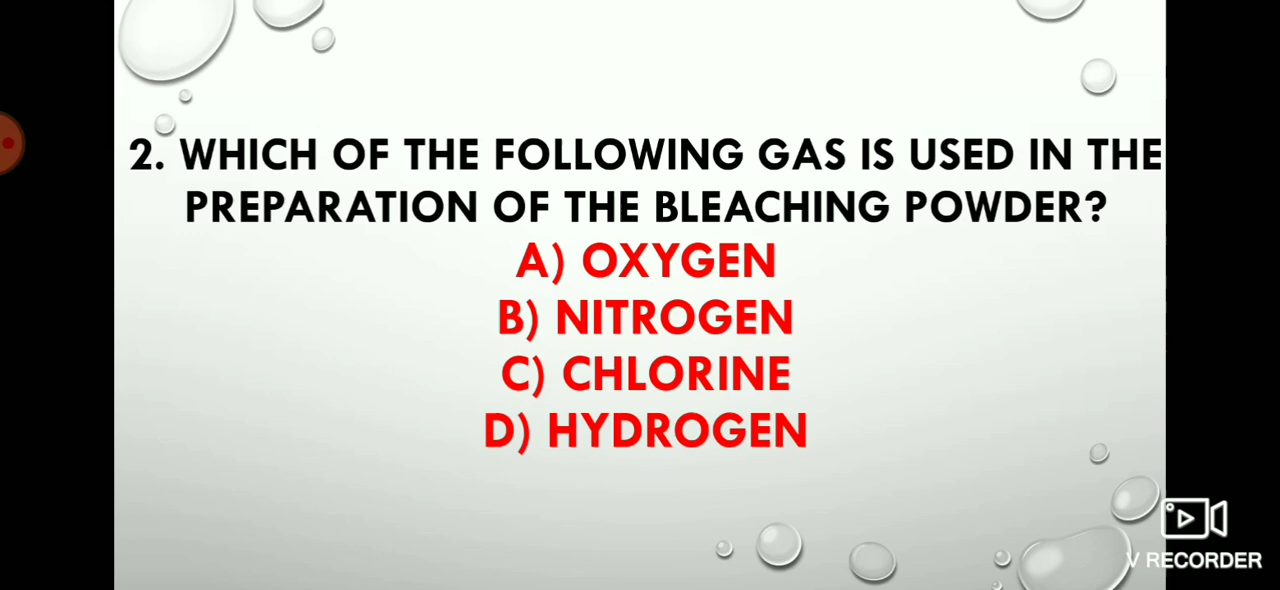 2. WHICH OF THE FOLLOWING GAS IS USED IN THE
PREPARATION OF THE BLEACHING POWDER?
A) OXYGEN
B) NITROGEN
C) CHLORINE
D) HYDROGEN
V RECORDER